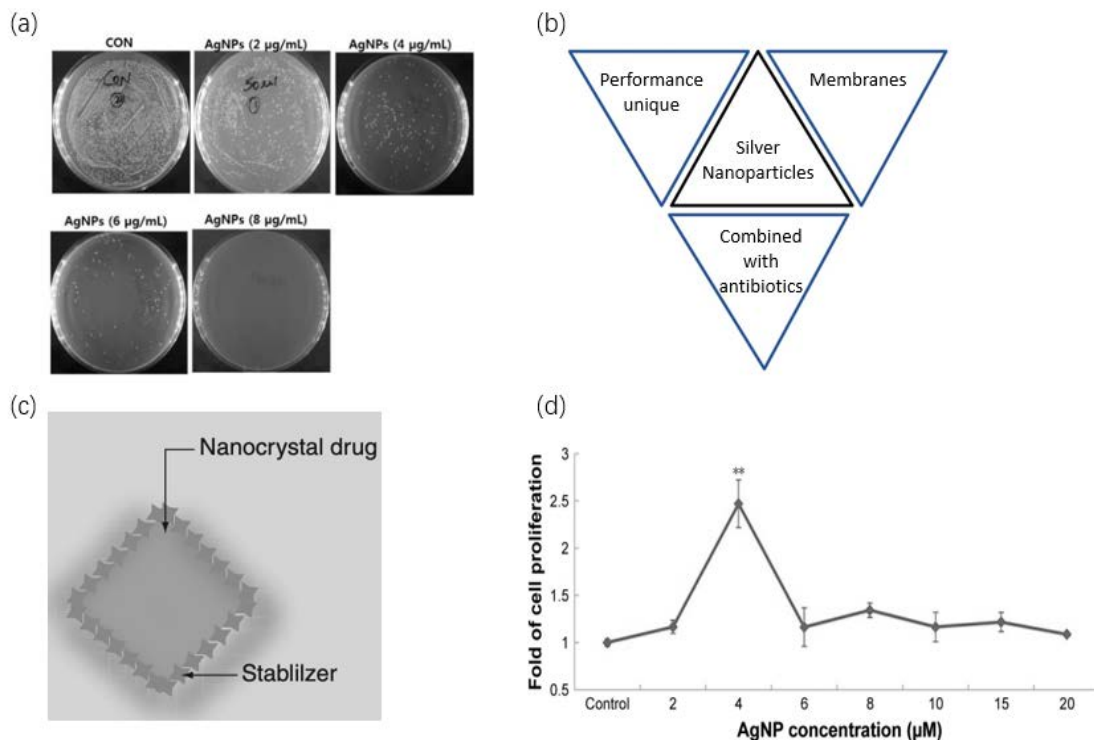 (a)
CON
AgNPs (2 μg/mL)
AgNPs (4 μg/mL)
CON
50ul
AgNPs (6 μg/mL)
AgNPs (8 μg/mL)
(b)
Performance
unique
Membranes
Silver
Nanoparticles
Combined
with
antibiotics
(c)
Nanocrystal drug
Stablilzer
(d)
Fold of cell proliferation
3
2.5
2
1.5
1
0.5
**
Control
2
4
6
8
10
15
20
AgNP concentration (μM)